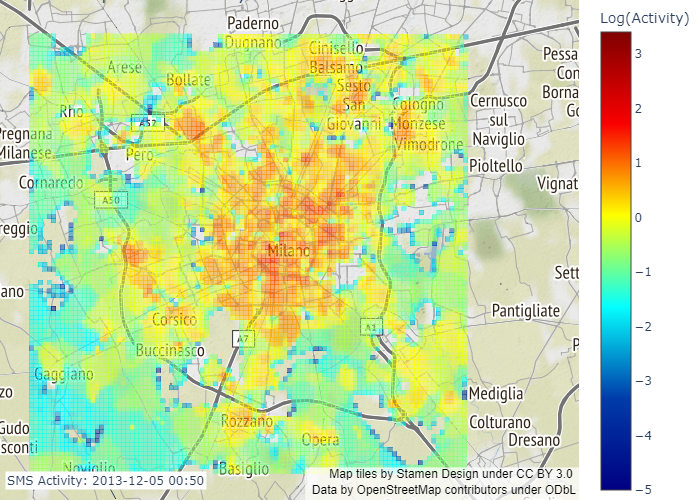 Log(Activity)
Paderno
Dugnano
Cinisello
Balsamo
Arese
Bollate
Sesto
San
Giovanni
Cologno
Monzese
Vimodrone
Rho
A52
Pero
Pregnana
Milanese
Cornaredo
A50
reggio
ano
Milano
Corsico
Buccinasco
A7
A1
Gaggiano
zo
Gudo
sconti
Noviglio
Rozzano
Opera
Basiglio
Pessa
Con
Borna
Go
Cernusco
sul
Naviglio
Pioltello
Vignat
Sett
Pantigliate
P
Mediglia
Colturano
Dresano
3
2
1
0
−1
−2
−3
−4
−5
SMS Activity: 2013-12-05 00:50
Map tiles by Stamen Design under CC BY 3.0
Data by OpenStreetMap contributors under ODbL